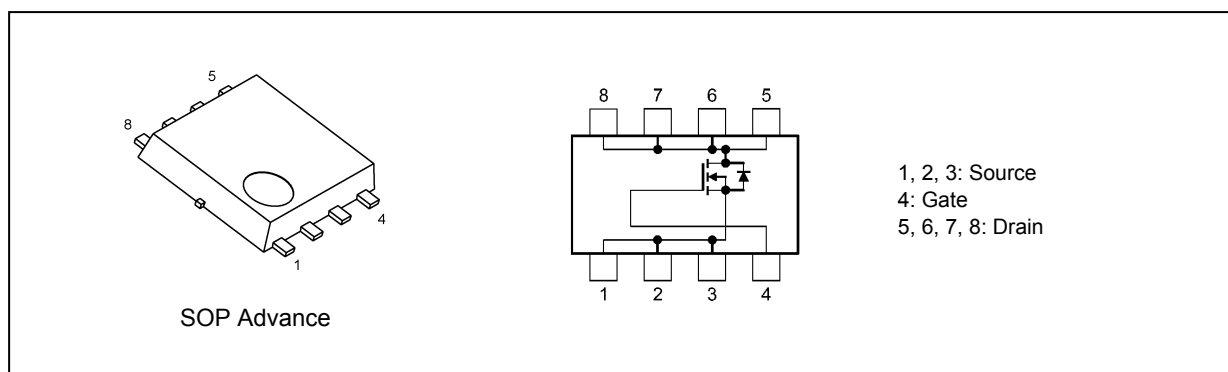 5
8
4
1
SOP Advance
8 7 6 5
1 2 3 4
1, 2, 3: Source
4: Gate
5, 6, 7, 8: Drain